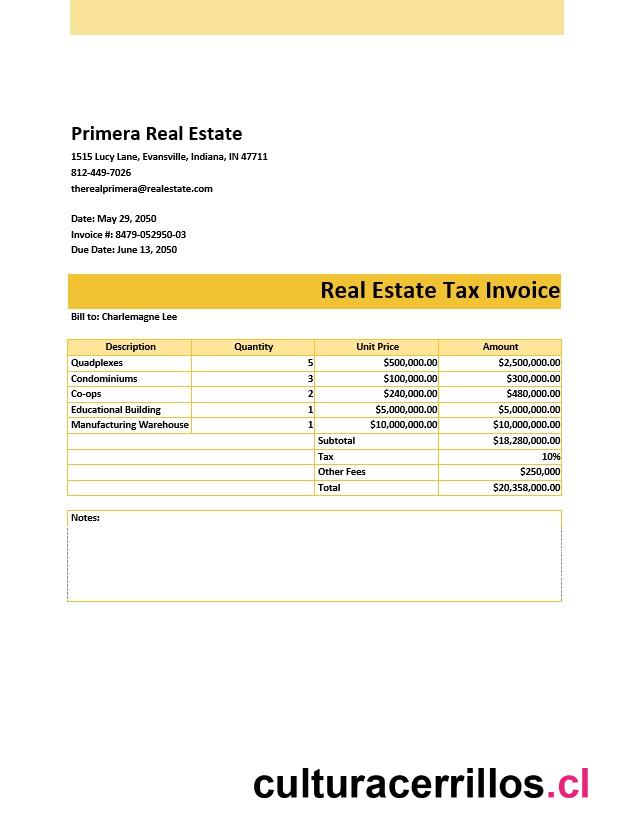 Primera Real Estate
1515 Lucy Lane, Evansville, Indiana, IN 47711
812-449-7026
therealprimera@realestate.com
Date: May 29, 2050
Invoice #: 8479-052950-03
Due Date: June 13, 2050
Real Estate Tax Invoice
Bill to: Charlemagne Lee
Description Quantity Unit Price Amount
Quadplexes 5 $500,000.00 $2,500,000.00
Condominiums 3 $100,000.00 $300,000.00
Co-ops 2 $240,000.00 $480,000.00
Educational Building 1 $5,000,000.00 $5,000,000.00
Manufacturing Warehouse 1 $10,000,000.00 $10,000,000.00
Subtotal $18,280,000.00
Tax 10%
Other Fees $250,000
Total $20,358,000.00
Notes:
culturacerrillos.cl